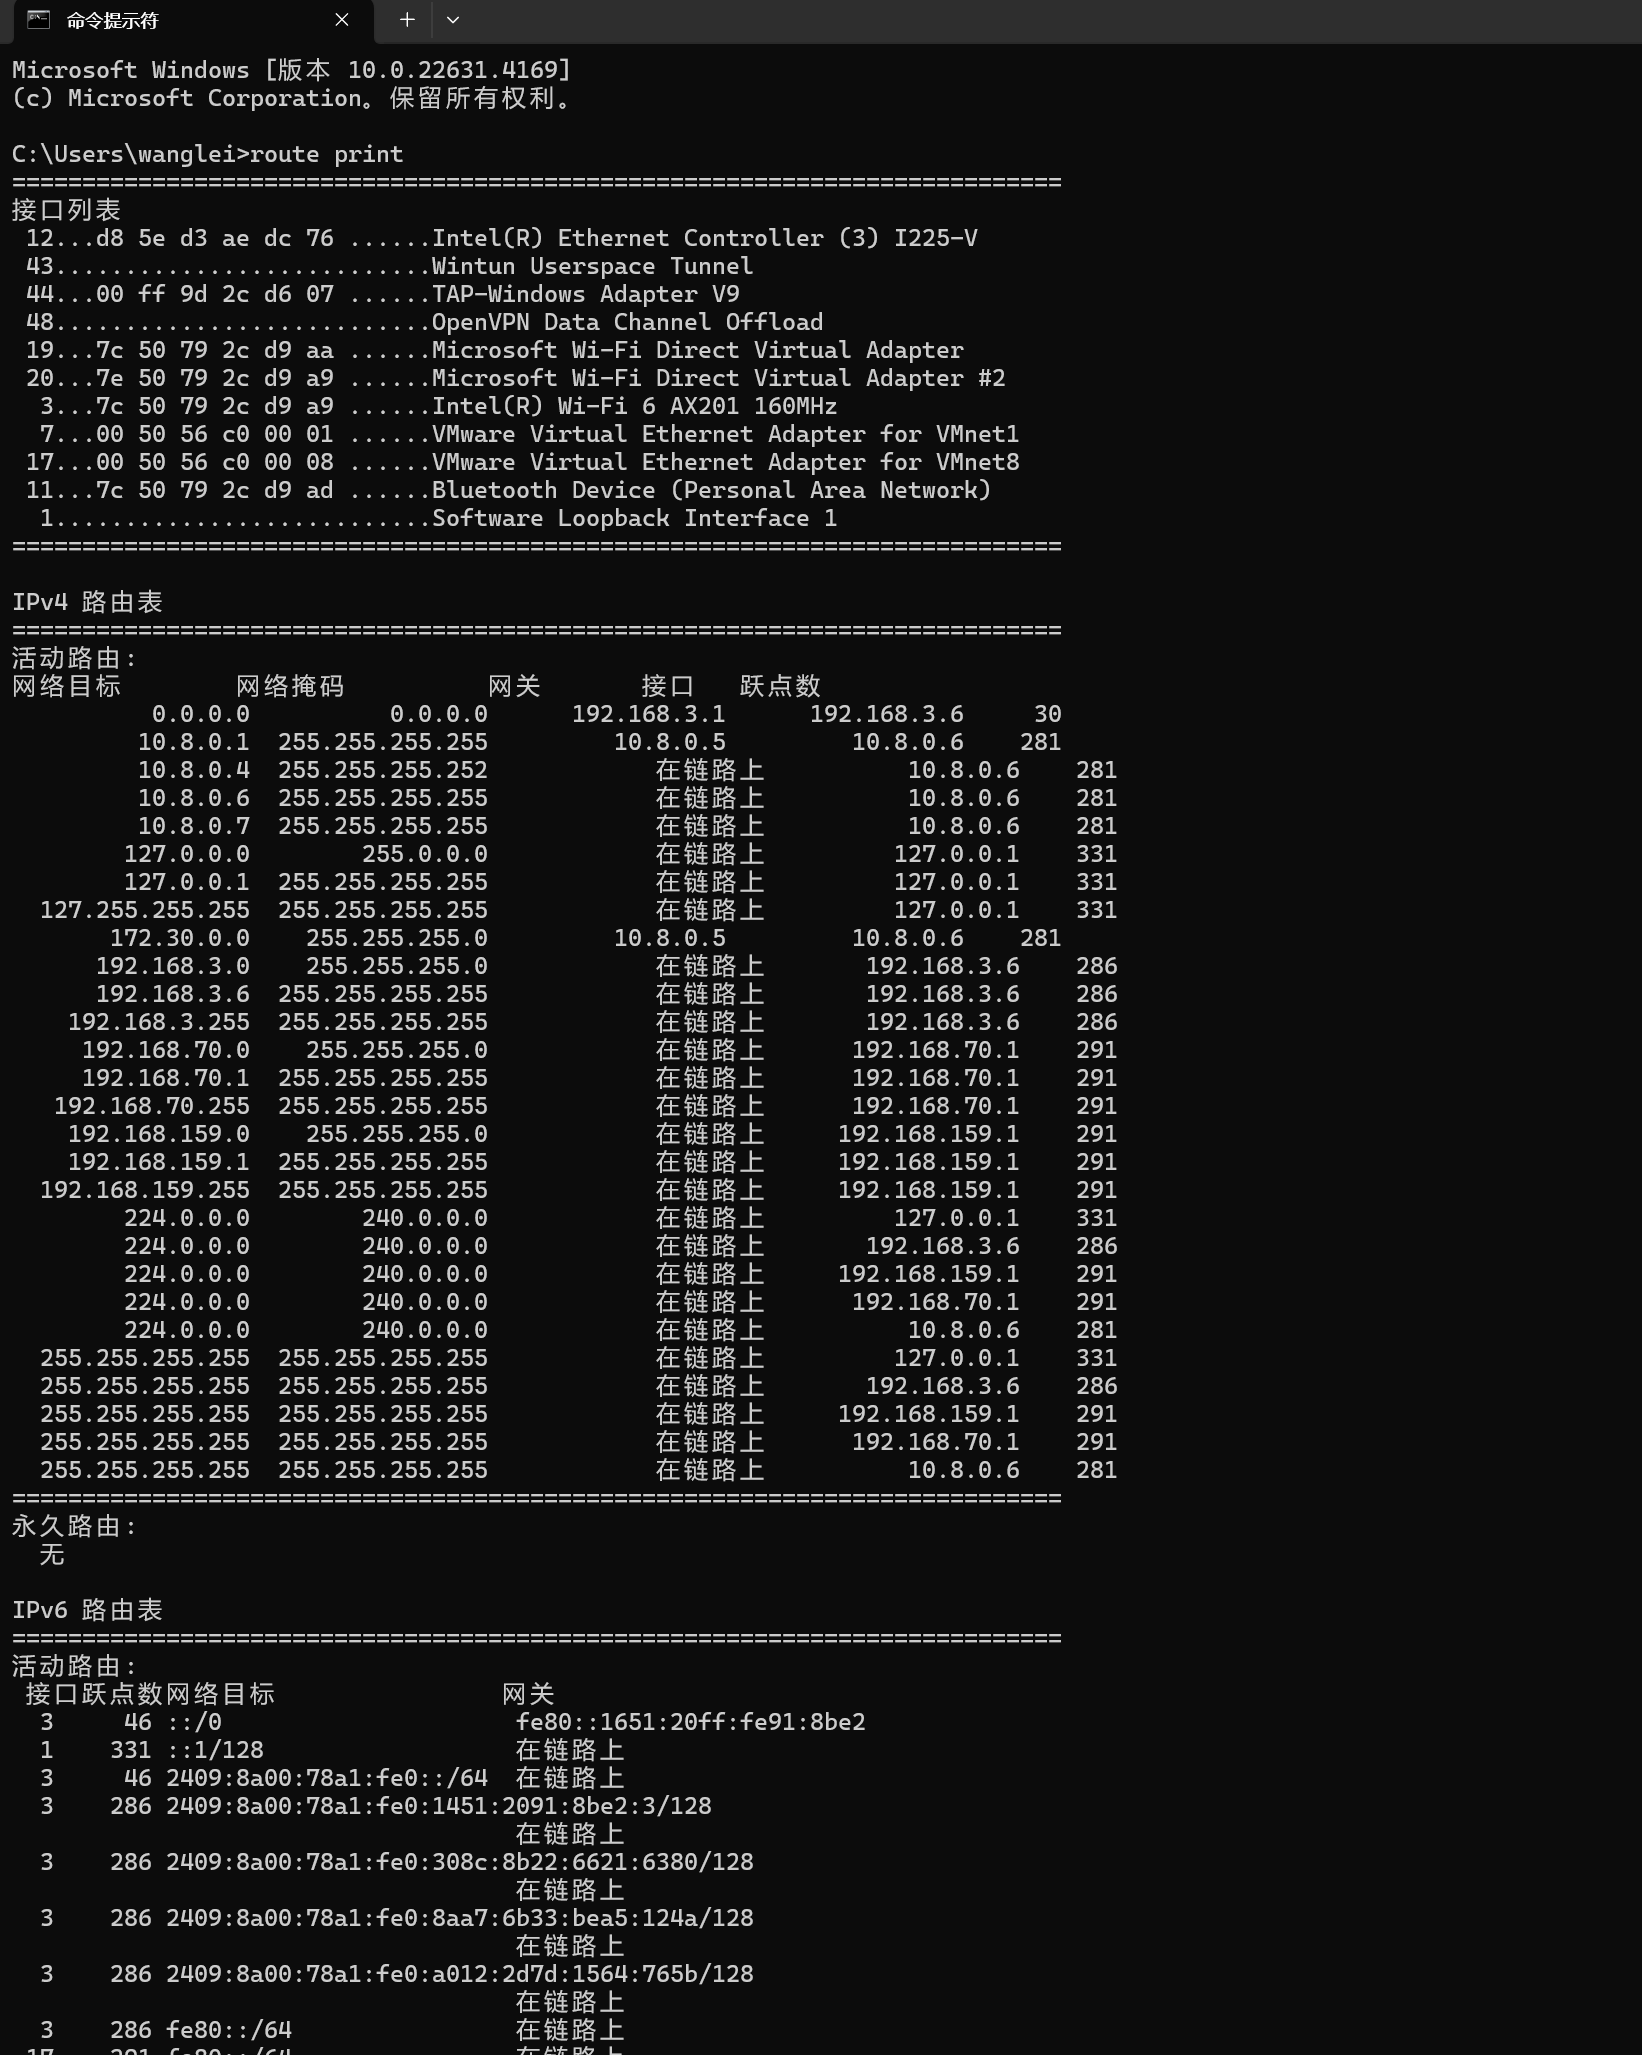 命令提示符
Microsoft Windows [版本 10.0.22631.4169]
(c) Microsoft Corporation。保留所有权利。
C:\Users\wanglei>route print
===========================================================================
接口列表
 12...d8 5e d3 ae dc 76 ......Intel(R) Ethernet Controller (3) I225-V
 43...........................Wintun Userspace Tunnel
 44...00 ff 9d 2c d6 07 ......TAP-Windows Adapter V9
 48...........................OpenVPN Data Channel Offload
 19...7c 50 79 2c d9 aa ......Microsoft Wi-Fi Direct Virtual Adapter
 20...7e 50 79 2c d9 a9 ......Microsoft Wi-Fi Direct Virtual Adapter #2
  3...7c 50 79 2c d9 a9 ......Intel(R) Wi-Fi 6 AX201 160MHz
  7...00 50 56 c0 00 01 ......VMware Virtual Ethernet Adapter for VMnet1
 17...00 50 56 c0 00 08 ......VMware Virtual Ethernet Adapter for VMnet8
 11...7c 50 79 2c d9 ad ......Bluetooth Device (Personal Area Network)
  1...........................Software Loopback Interface 1
===========================================================================
IPv4 路由表
===========================================================================
活动路由:
网络目标        网络掩码          网关       接口   跃点数
          0.0.0.0          0.0.0.0      192.168.3.1      192.168.3.6     30
         10.8.0.1  255.255.255.255         10.8.0.5         10.8.0.6    281
         10.8.0.4  255.255.255.252            在链路上          10.8.0.6    281
         10.8.0.6  255.255.255.255            在链路上          10.8.0.6    281
         10.8.0.7  255.255.255.255            在链路上          10.8.0.6    281
        127.0.0.0        255.0.0.0            在链路上         127.0.0.1    331
        127.0.0.1  255.255.255.255            在链路上         127.0.0.1    331
  127.255.255.255  255.255.255.255            在链路上         127.0.0.1    331
       172.30.0.0    255.255.255.0         10.8.0.5         10.8.0.6    281
      192.168.3.0    255.255.255.0            在链路上       192.168.3.6    286
      192.168.3.6  255.255.255.255            在链路上       192.168.3.6    286
    192.168.3.255  255.255.255.255            在链路上       192.168.3.6    286
     192.168.70.0    255.255.255.0            在链路上      192.168.70.1    291
     192.168.70.1  255.255.255.255            在链路上      192.168.70.1    291
   192.168.70.255  255.255.255.255            在链路上      192.168.70.1    291
    192.168.159.0    255.255.255.0            在链路上     192.168.159.1    291
    192.168.159.1  255.255.255.255            在链路上     192.168.159.1    291
  192.168.159.255  255.255.255.255            在链路上     192.168.159.1    291
        224.0.0.0        240.0.0.0            在链路上         127.0.0.1    331
        224.0.0.0        240.0.0.0            在链路上       192.168.3.6    286
        224.0.0.0        240.0.0.0            在链路上     192.168.159.1    291
        224.0.0.0        240.0.0.0            在链路上      192.168.70.1    291
        224.0.0.0        240.0.0.0            在链路上          10.8.0.6    281
  255.255.255.255  255.255.255.255            在链路上         127.0.0.1    331
  255.255.255.255  255.255.255.255            在链路上       192.168.3.6    286
  255.255.255.255  255.255.255.255            在链路上     192.168.159.1    291
  255.255.255.255  255.255.255.255            在链路上      192.168.70.1    291
  255.255.255.255  255.255.255.255            在链路上          10.8.0.6    281
===========================================================================
永久路由:
  无
IPv6 路由表
===========================================================================
活动路由:
 接口跃点数网络目标                网关
  3     46 ::/0                     fe80::1651:20ff:fe91:8be2
  1    331 ::1/128                  在链路上
  3     46 2409:8a00:78a1:fe0::/64  在链路上
  3    286 2409:8a00:78a1:fe0:1451:2091:8be2:3/128
                                    在链路上
  3    286 2409:8a00:78a1:fe0:308c:8b22:6621:6380/128
                                    在链路上
  3    286 2409:8a00:78a1:fe0:8aa7:6b33:bea5:124a/128
                                    在链路上
  3    286 2409:8a00:78a1:fe0:a012:2d7d:1564:765b/128
                                    在链路上
  3    286 fe80::/64                在链路上